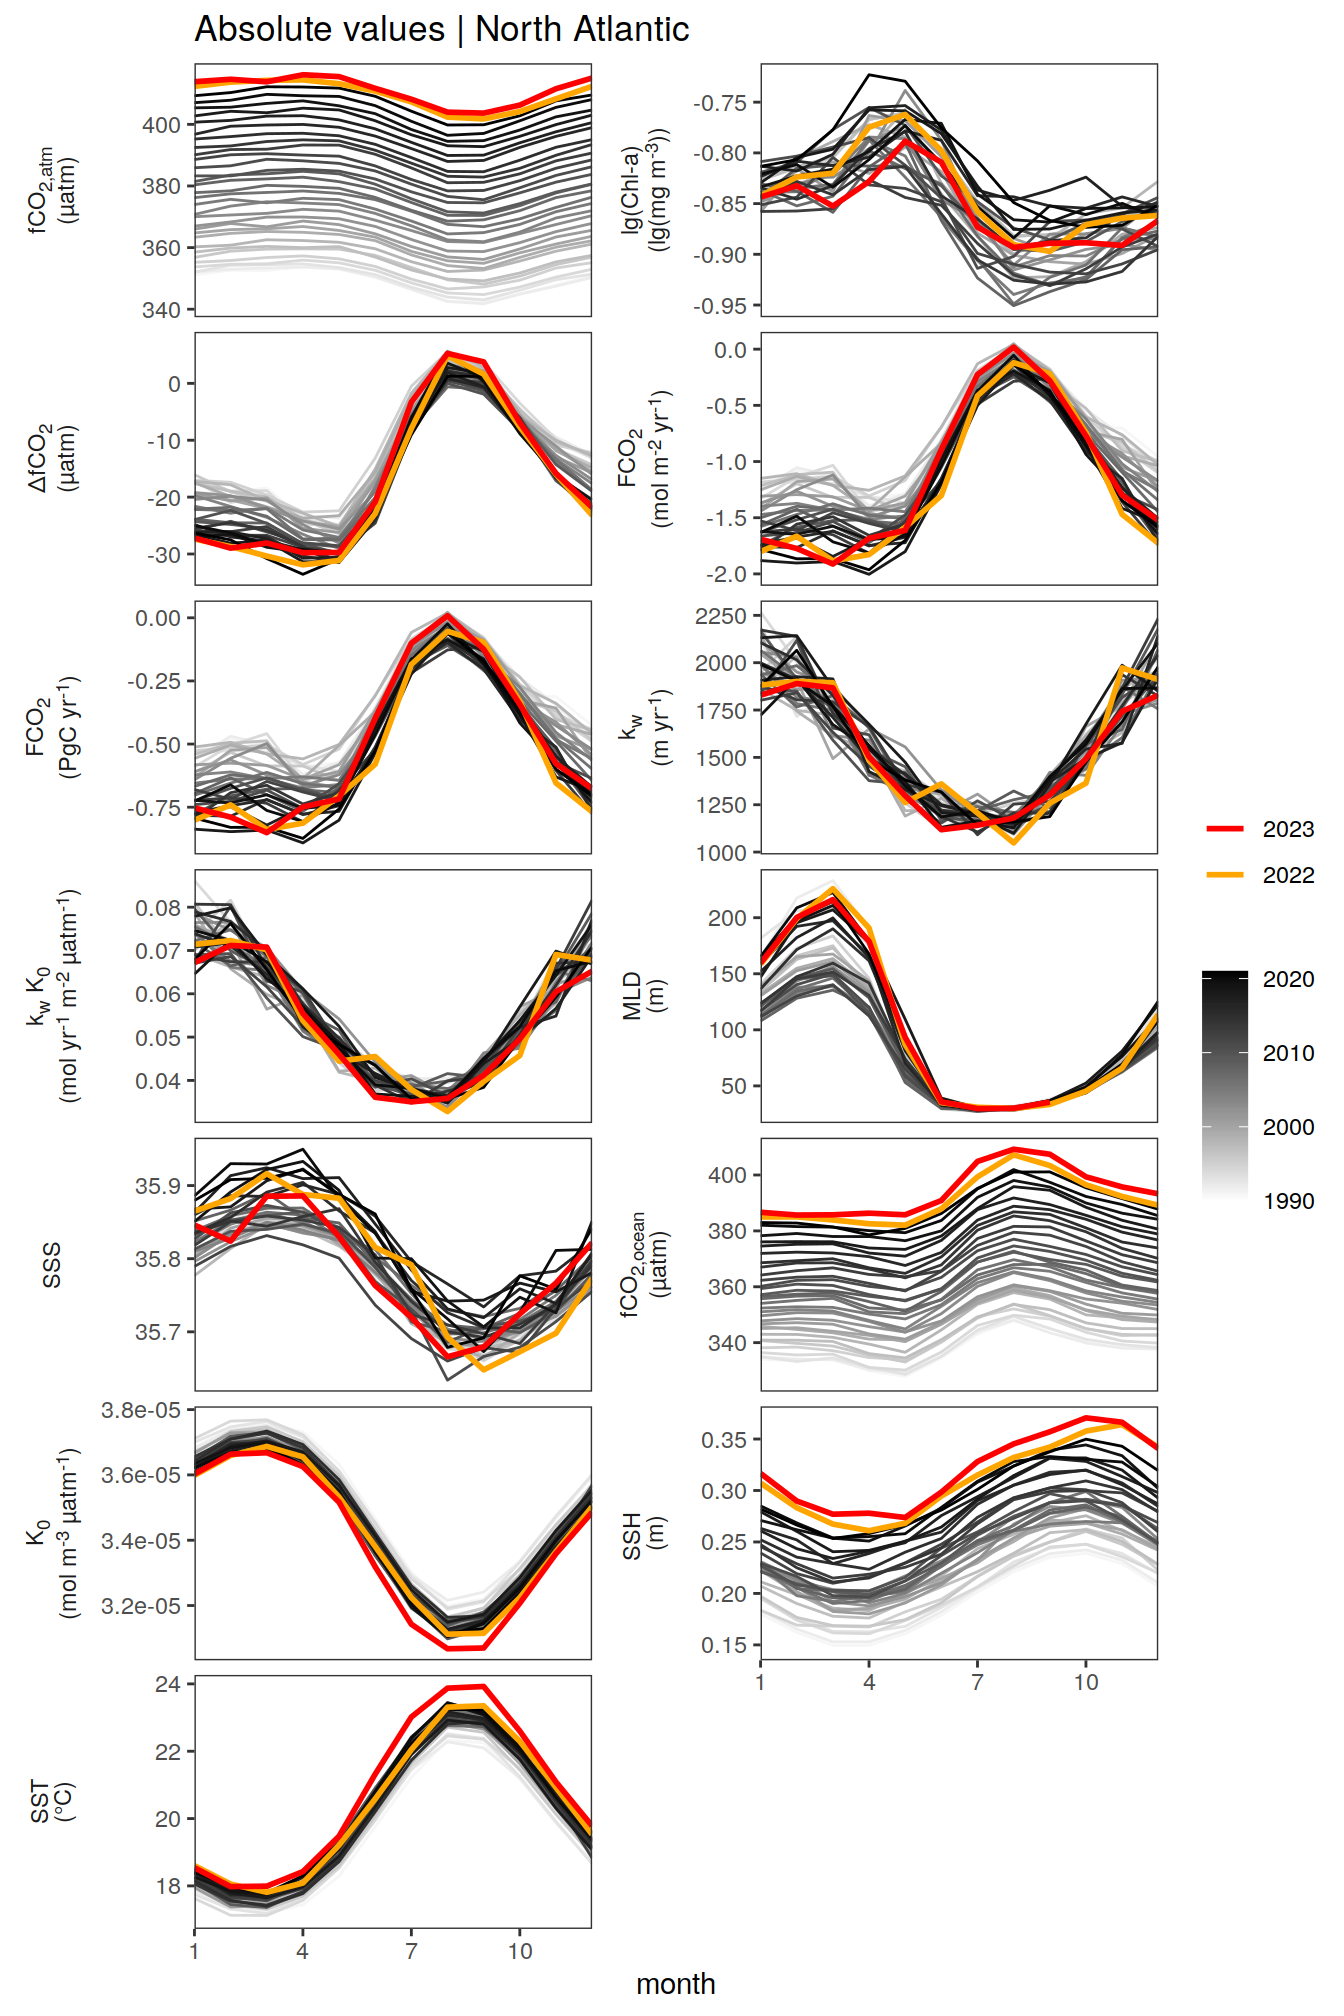 Absolute values | North Atlantic
fCO2,atm
(µatm)
400
380
360
340
lg(Chl-a)
(lg(mg m-3))
-0.75
-0.80
-0.85
-0.90
-0.95
ΔfCO2
(µatm)
0
-10
-20
-30
FCO2
(mol m-2 yr-1)
0.0
-0.5
-1.0
-1.5
-2.0
FCO2
(PgC yr-1)
0.00
-0.25
-0.50
-0.75
kw
(m yr-1)
2250
2000
1750
1500
1250
1000
kw K0
(mol yr-1 m-2 µatm-1)
0.08
0.07
0.06
0.05
0.04
MLD
(m)
200
150
100
50
SSS
35.9
35.8
35.7
fCO2,ocean
(µatm)
400
380
360
340
K0
(mol m-3 µatm-1)
3.8e-05
3.6e-05
3.4e-05
3.2e-05
SSH
(m)
0.35
0.30
0.25
0.20
0.15
1 4 7 10
SST
(°C)
24
22
20
18
1 4 7 10
month
2023
2022
2020
2010
2000
1990